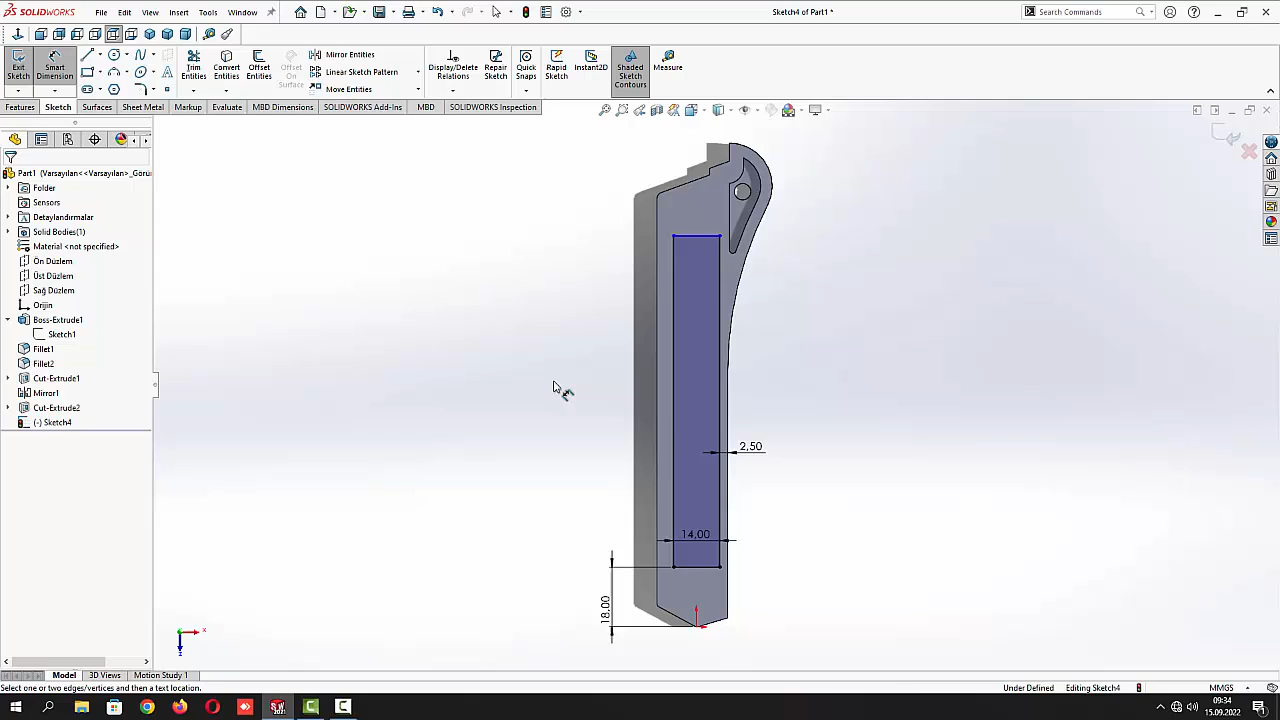 SOLIDWORKS File Edit View Insert Tools Window Sketch4 of Part1 * Search Commands
Exit Sketch
Smart Dimension
Trim Entities
Convert Entities
Offset Entities
Offset On Surface
Mirror Entities
Linear Sketch Pattern
Move Entities
Display/Delete Relations
Repair Sketch
Quick Snaps
Rapid Sketch
Instant2D
Shaded Sketch Contours
Measure
Features Sketch Surfaces Sheet Metal Markup Evaluate MBD Dimensions SOLIDWORKS Add-Ins MBD SOLIDWORKS Inspection
Part1 (Varsayılan<<Varsayılan>_Görün
Folder
Sensors
Detaylandırmalar
Solid Bodies(1)
Material <not specified>
Ön Düzlem
Üst Düzlem
Sağ Düzlem
Orijin
Boss-Extrude1
Sketch1
Fillet1
Fillet2
Cut-Extrude1
Mirror1
Cut-Extrude2
(-) Sketch4
2,50
14,00
18,00
x
z
Model 3D Views Motion Study 1
Select one or two edges/vertices and then a text location. Under Defined Editing Sketch4 MMGS
09:34
15.09.2022